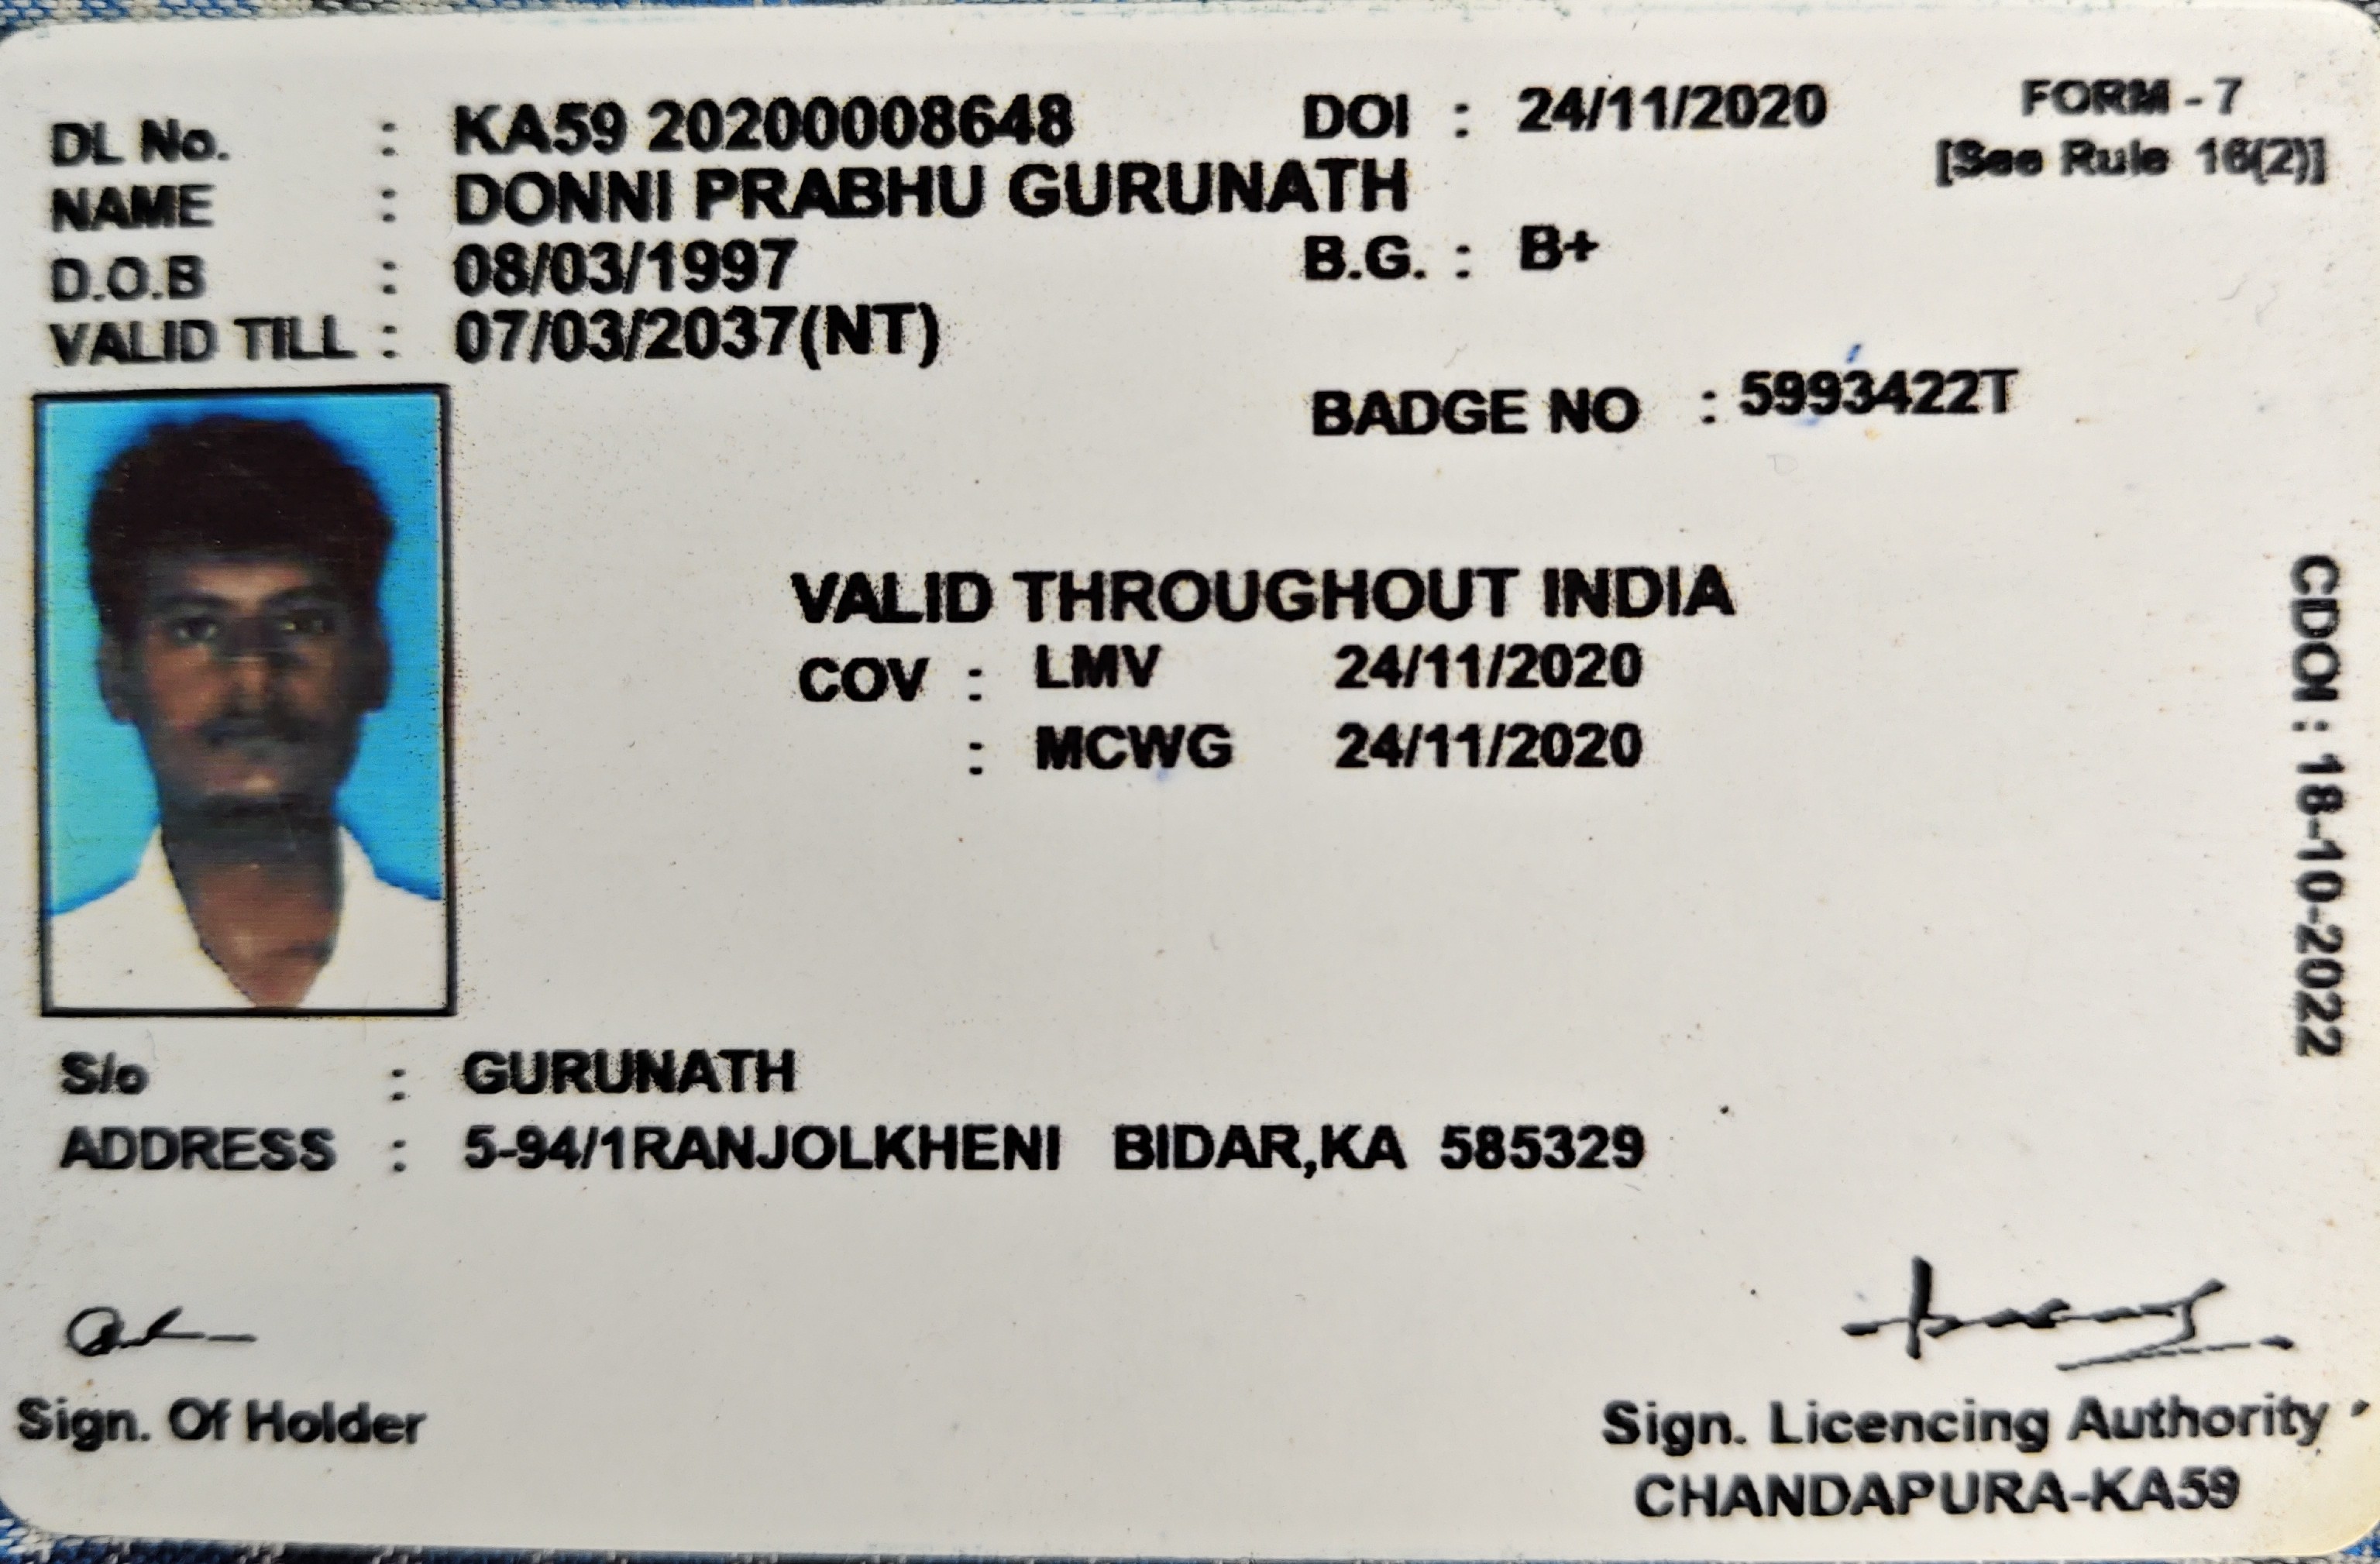 DL No. : KA59 20200008648 DOI : 24/11/2020 FORM - 7
[See Rule 16(2)]
NAME : DONNI PRABHU GURUNATH
D.O.B : 08/03/1997 B.G. : B+
VALID TILL : 07/03/2037(NT)
BADGE NO : 5993422T
VALID THROUGHOUT INDIA
COV : LMV 24/11/2020
: MCWG 24/11/2020
CDOI : 18-10-2022
S/o : GURUNATH
ADDRESS : 5-94/1RANJOLKHENI BIDAR,KA 585329
Sign. Of Holder
Sign. Licencing Authority
CHANDAPURA-KA59